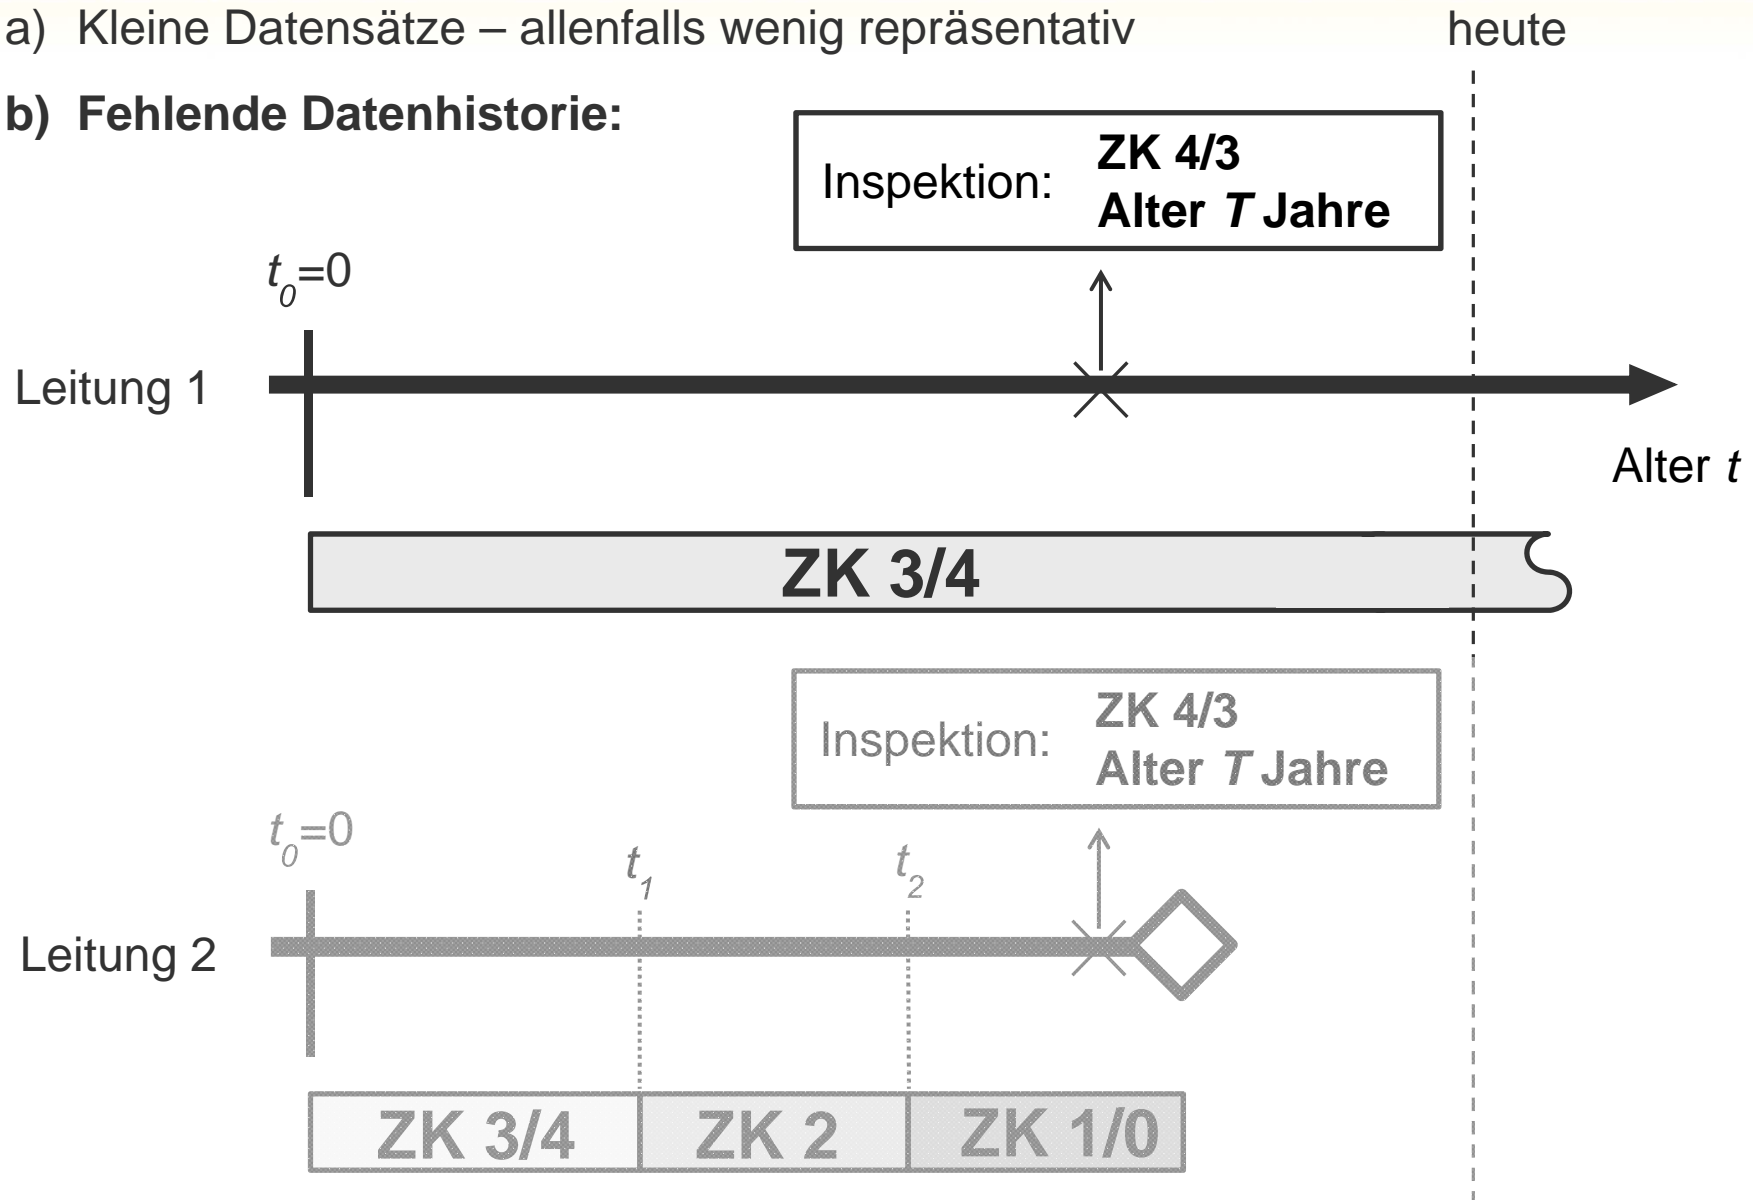 a) Kleine Datensätze – allenfalls wenig repräsentativ
heute
b) Fehlende Datenhistorie:
Inspektion: ZK 4/3
Alter T Jahre
t0=0
Leitung 1
Alter t
ZK 3/4
Inspektion: ZK 4/3
Alter T Jahre
t0=0
t1
t2
Leitung 2
ZK 3/4
ZK 2
ZK 1/0